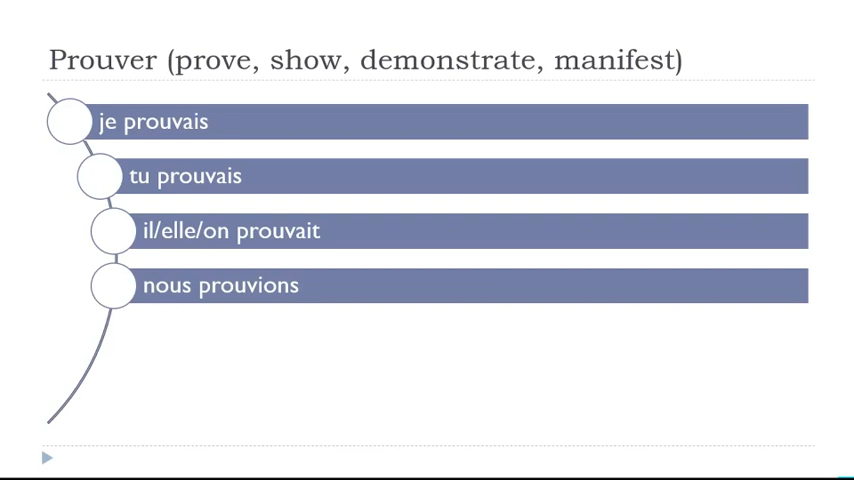 Prouver (prove, show, demonstrate, manifest)
je prouvais
tu prouvais
il/elle/on prouvait
nous prouvions